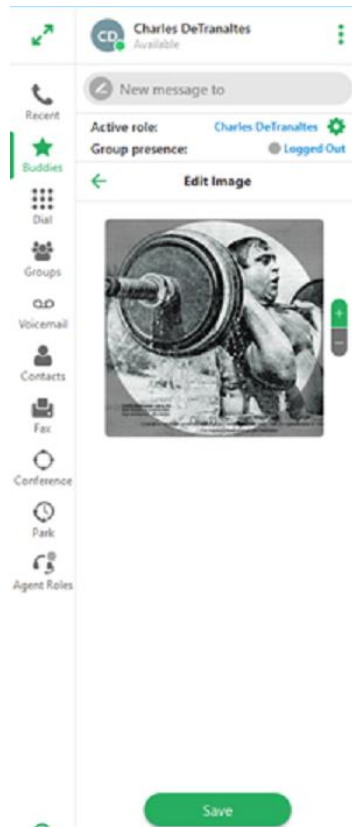 CD
Charles DeTranaltes
Available
New message to
Active role: Charles DeTranaltes
Group presence: Logged Out
Edit Image
Recent
Buddies
Dial
Groups
Voicemail
Contacts
Fax
Conference
Park
Agent Roles
+
-
Save